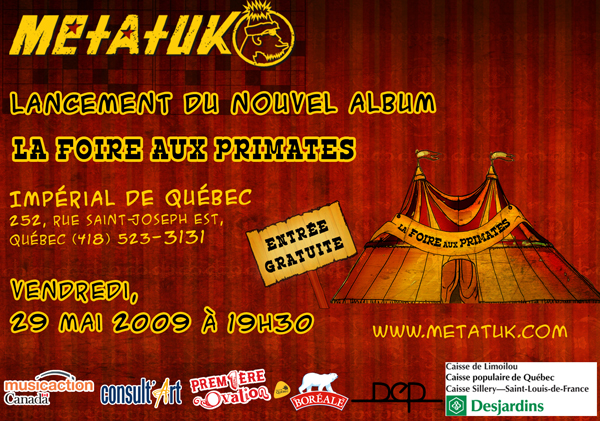 METATUK
LANCEMENT DU NOUVEL ALBUM
LA FOIRE AUX PRIMATES
IMPÉRIAL DE QUÉBEC
252, RUE SAINT-JOSEPH EST,
QUÉBEC (418) 523-3131
ENTRÉE
GRATUITE
LA FOIRE AUX PRIMATES
VENDREDI,
29 MAI 2009 À 19H30
WWW.METATUK.COM
musicaction
Canada
consult'Art
PREMIÈRE
Ovation
BORÉALE
DEP
Caisse de Limoilou
Caisse populaire de Québec
Caisse Sillery—Saint-Louis-de-France
Desjardins